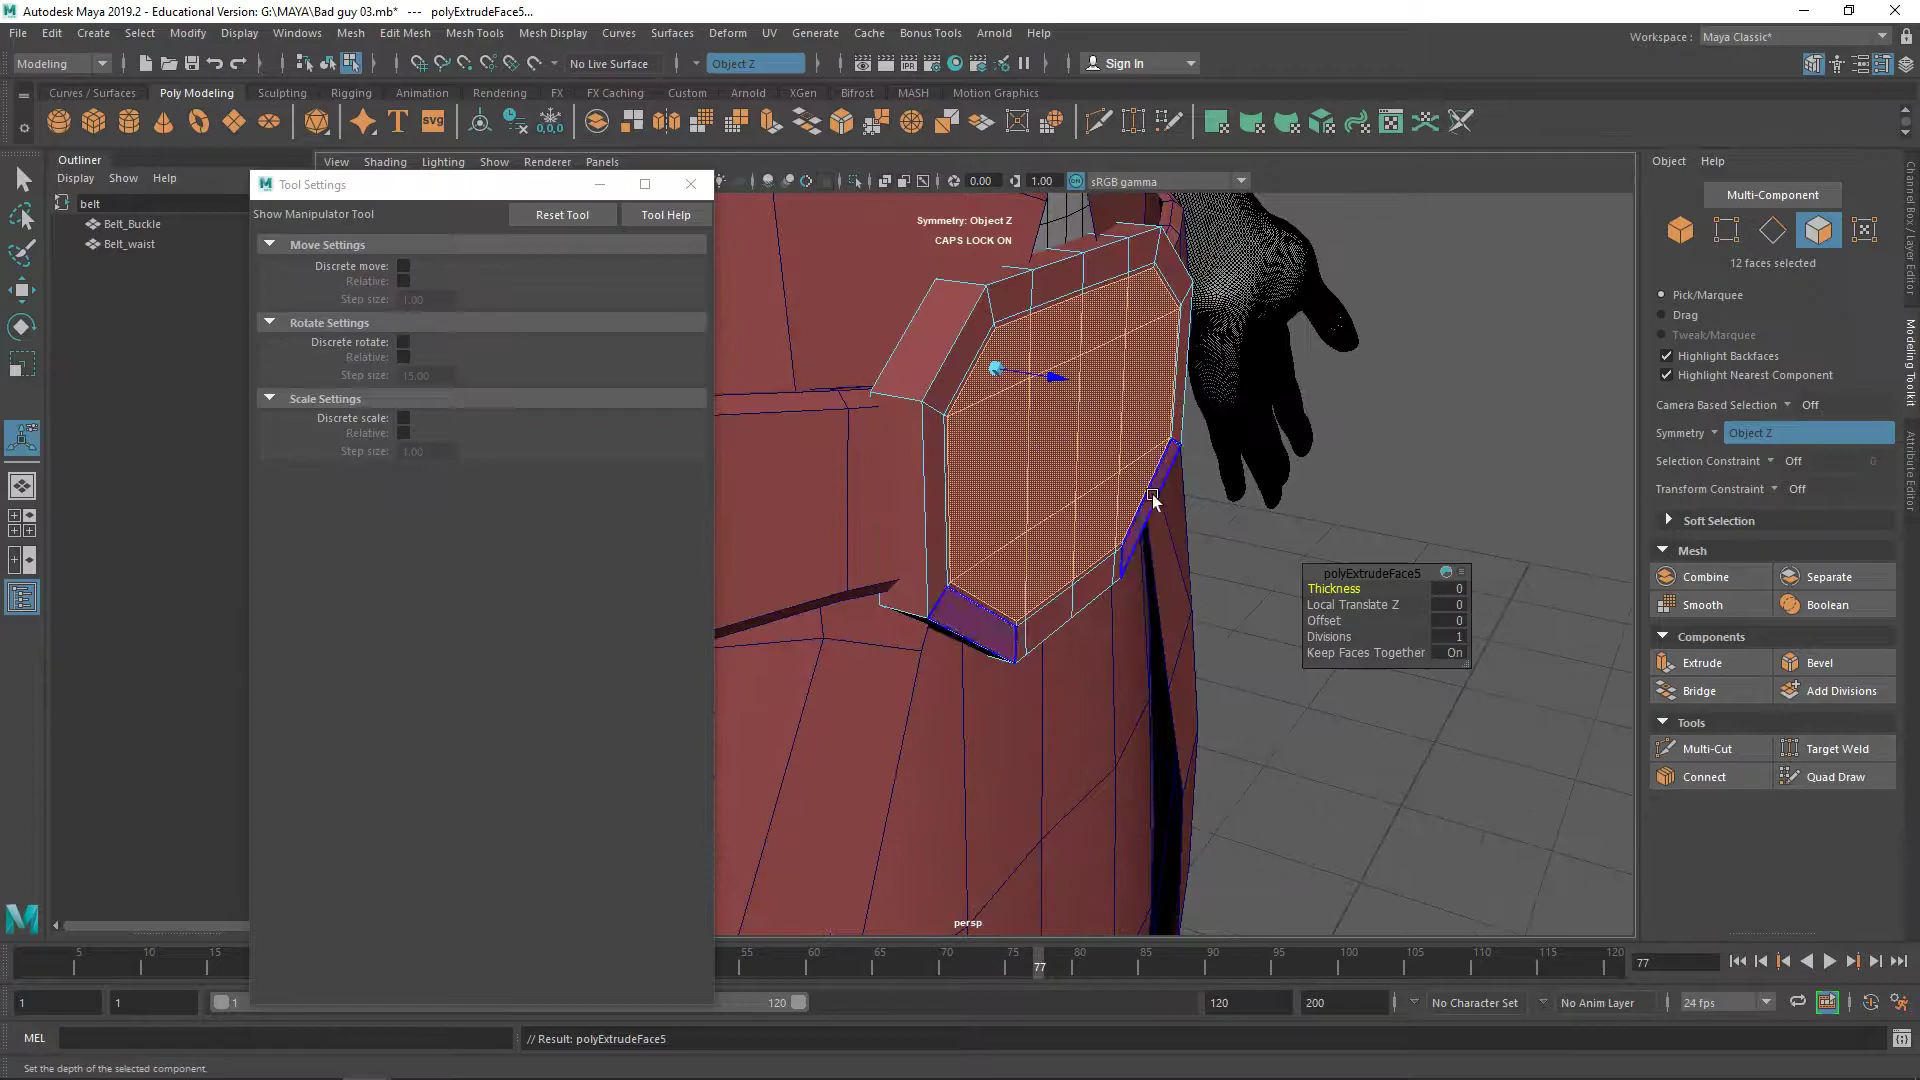 Autodesk Maya 2019.2 - Educational Version: G:\MAYA\Bad guy 03.mb*   ---   polyExtrudeFace5...
File Edit Create Select Modify Display Windows Mesh Edit Mesh Mesh Tools Mesh Display Curves Surfaces Deform UV Generate Cache Bonus Tools Arnold Help
Workspace : Maya Classic*
Modeling No Live Surface Object Z IPR Sign In
Curves / Surfaces Poly Modeling Sculpting Rigging Animation Rendering FX FX Caching Custom Arnold XGen Bifrost MASH Motion Graphics
T SVG 0,0,0
Outliner
Display Show Help
belt
Belt_Buckle
Belt_waist
View Shading Lighting Show Renderer Panels
0.00 1.00 ON sRGB gamma
Tool Settings
Show Manipulator Tool Reset Tool Tool Help
Move Settings
Discrete move:
Relative:
Step size: 1.00
Rotate Settings
Discrete rotate:
Relative:
Step size: 15.00
Scale Settings
Discrete scale:
Relative:
Step size: 1.00
Symmetry: Object Z
CAPS LOCK ON
polyExtrudeFace5
Thickness 0
Local Translate Z 0
Offset 0
Divisions 1
Keep Faces Together On
persp
Object Help
Multi-Component
12 faces selected
Pick/Marquee
Drag
Tweak/Marquee
Highlight Backfaces
Highlight Nearest Component
Camera Based Selection Off
Symmetry Object Z
Selection Constraint Off 0
Transform Constraint Off
Soft Selection
Mesh
Combine Separate
Smooth Boolean
Components
Extrude Bevel
Bridge Add Divisions
Tools
Multi-Cut Target Weld
Connect Quad Draw
Channel Box / Layer Editor
Modeling Toolkit
Attribute Editor
5 10 15 55 60 65 70 75 80 85 90 95 100 105 110 115 120
77
77
1 1 1 120 120 200 No Character Set No Anim Layer 24 fps
MEL // Result: polyExtrudeFace5
Set the depth of the selected component.